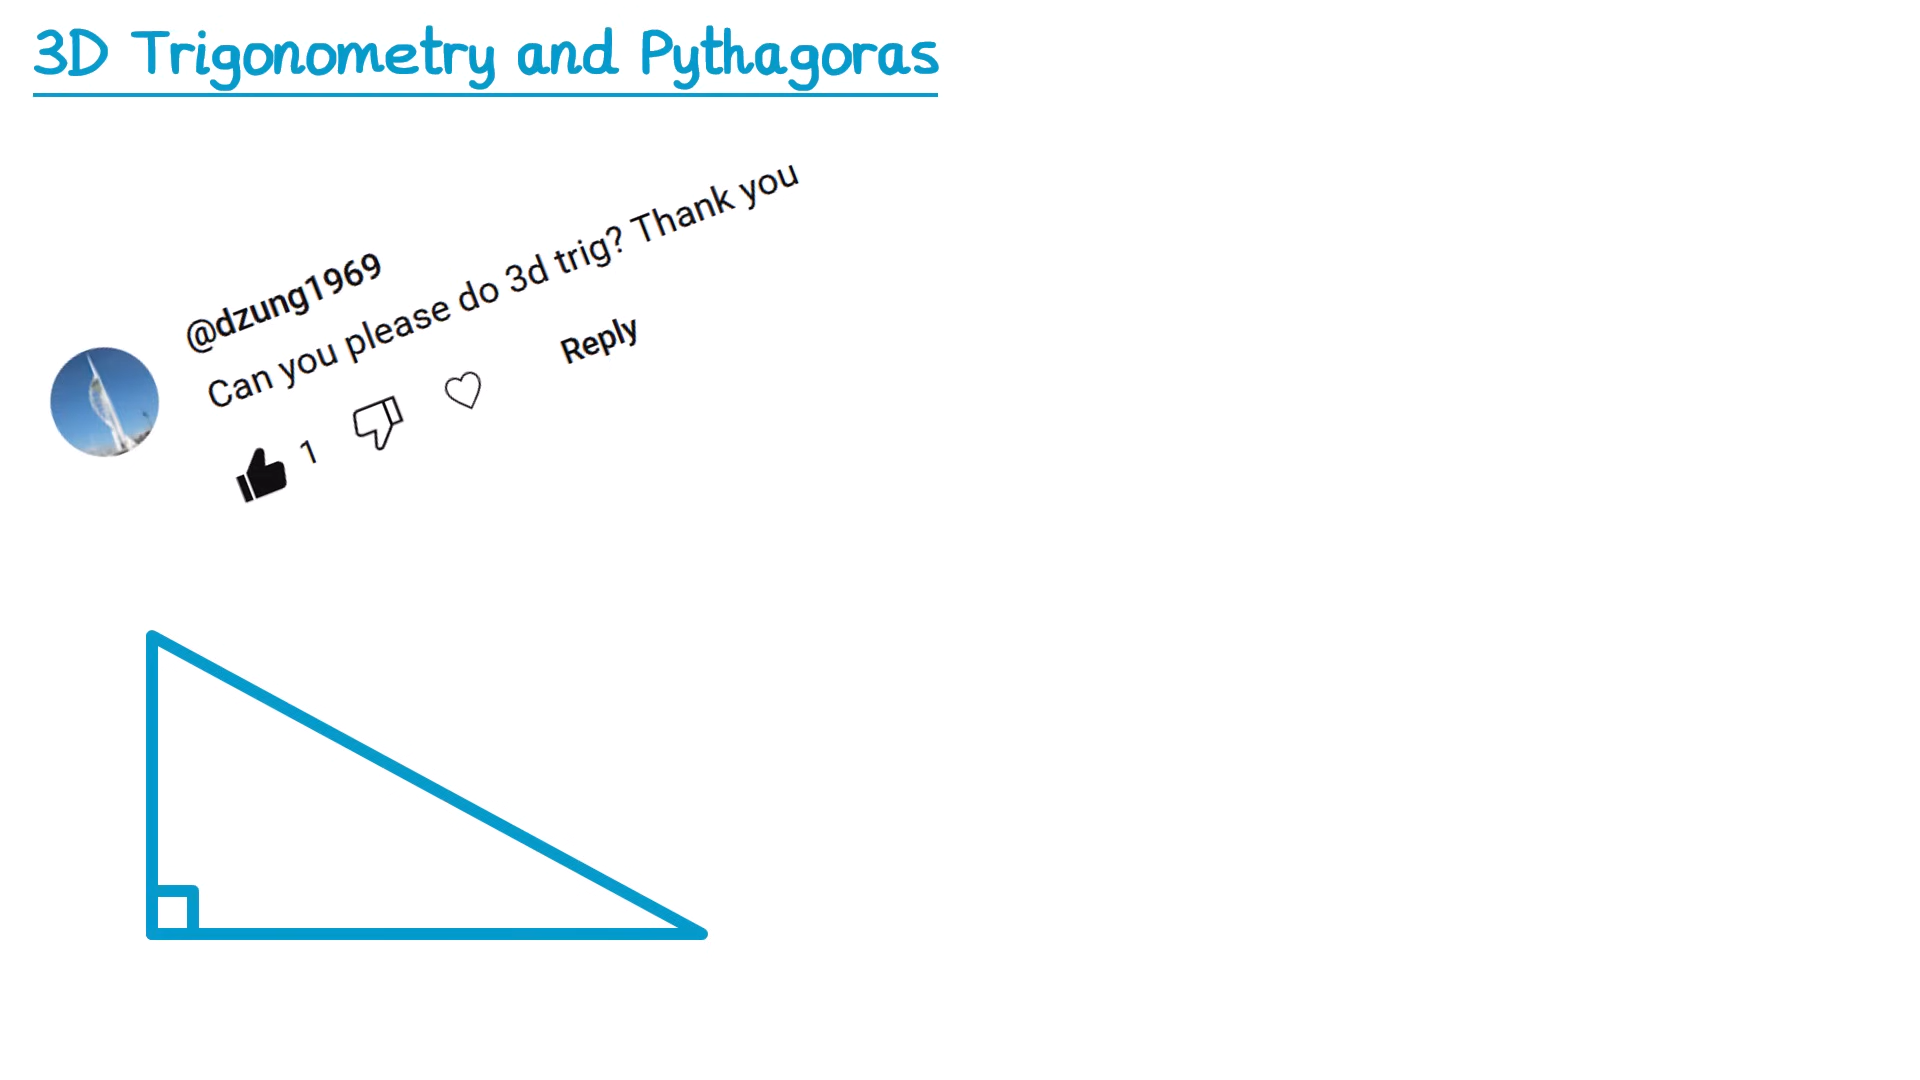 3D Trigonometry and Pythagoras
@dzung1969
Can you please do 3d trig? Thank you
1
Reply